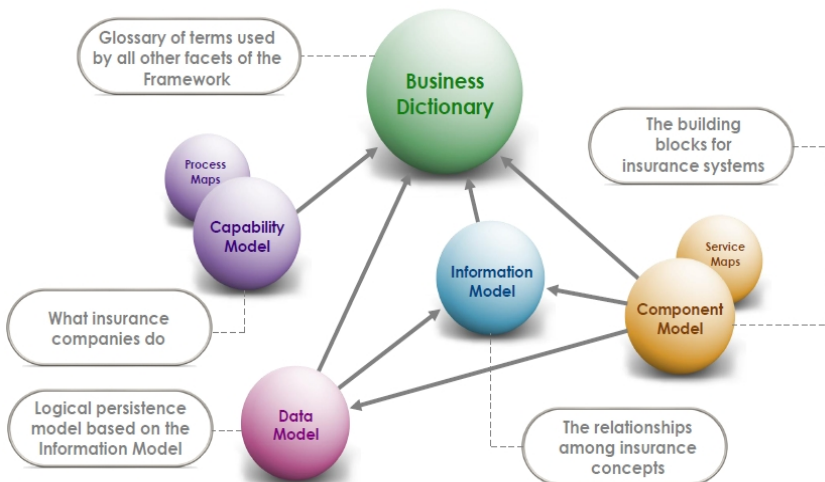 Glossary of terms used
by all other facets of the
Framework
Business
Dictionary
The building
blocks for
insurance systems
Process
Maps
Capability
Model
Information
Model
Service
Maps
Component
Model
What insurance
companies do
Logical persistence
model based on the
Information Model
Data
Model
The relationships
among insurance
concepts